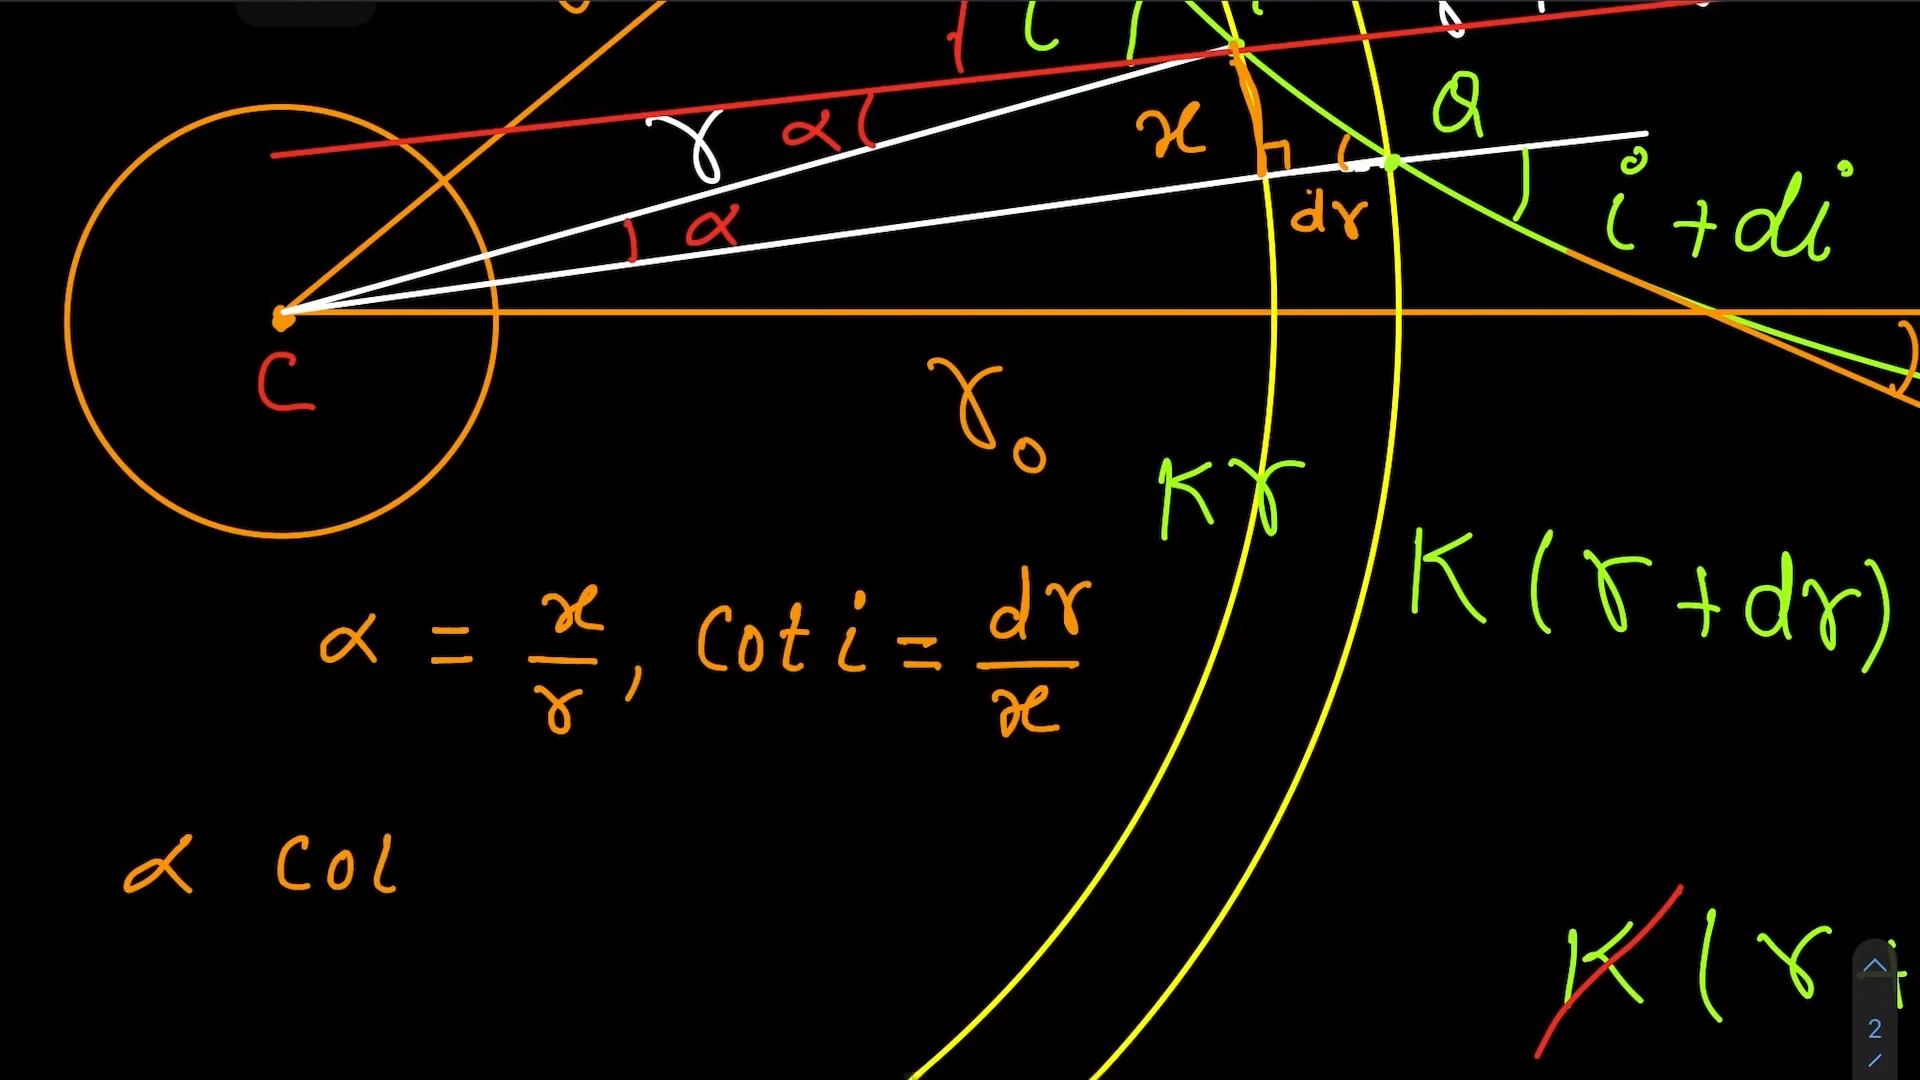 γ α
α
x
Q
dr
i + di
C
r₀
Kr
K(r+dr)
α = x/r, Cot i = dr/x
α Col
K(r+
2